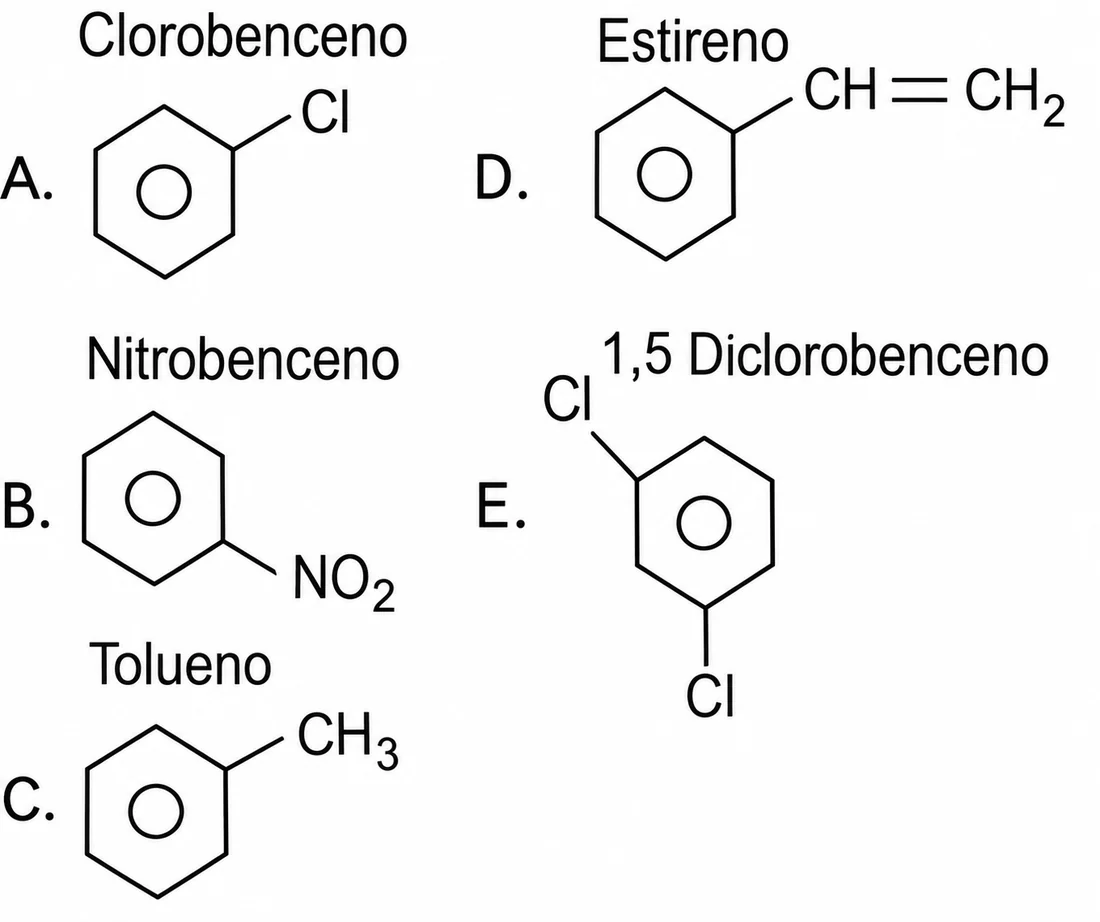 Clorobenceno
A.
Cl
Nitrobenceno
B.
NO₂
Tolueno
C.
CH₃
Estireno
D.
CH=CH₂
1,5 Diclorobenceno
E.
Cl
Cl